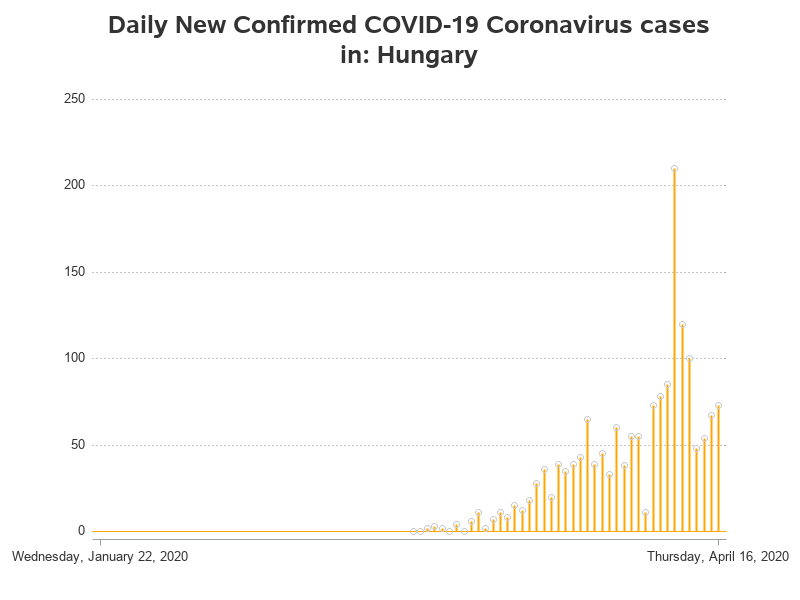 Daily New Confirmed COVID-19 Coronavirus cases
in: Hungary
250
200
150
100
50
0
Wednesday, January 22, 2020
Thursday, April 16, 2020